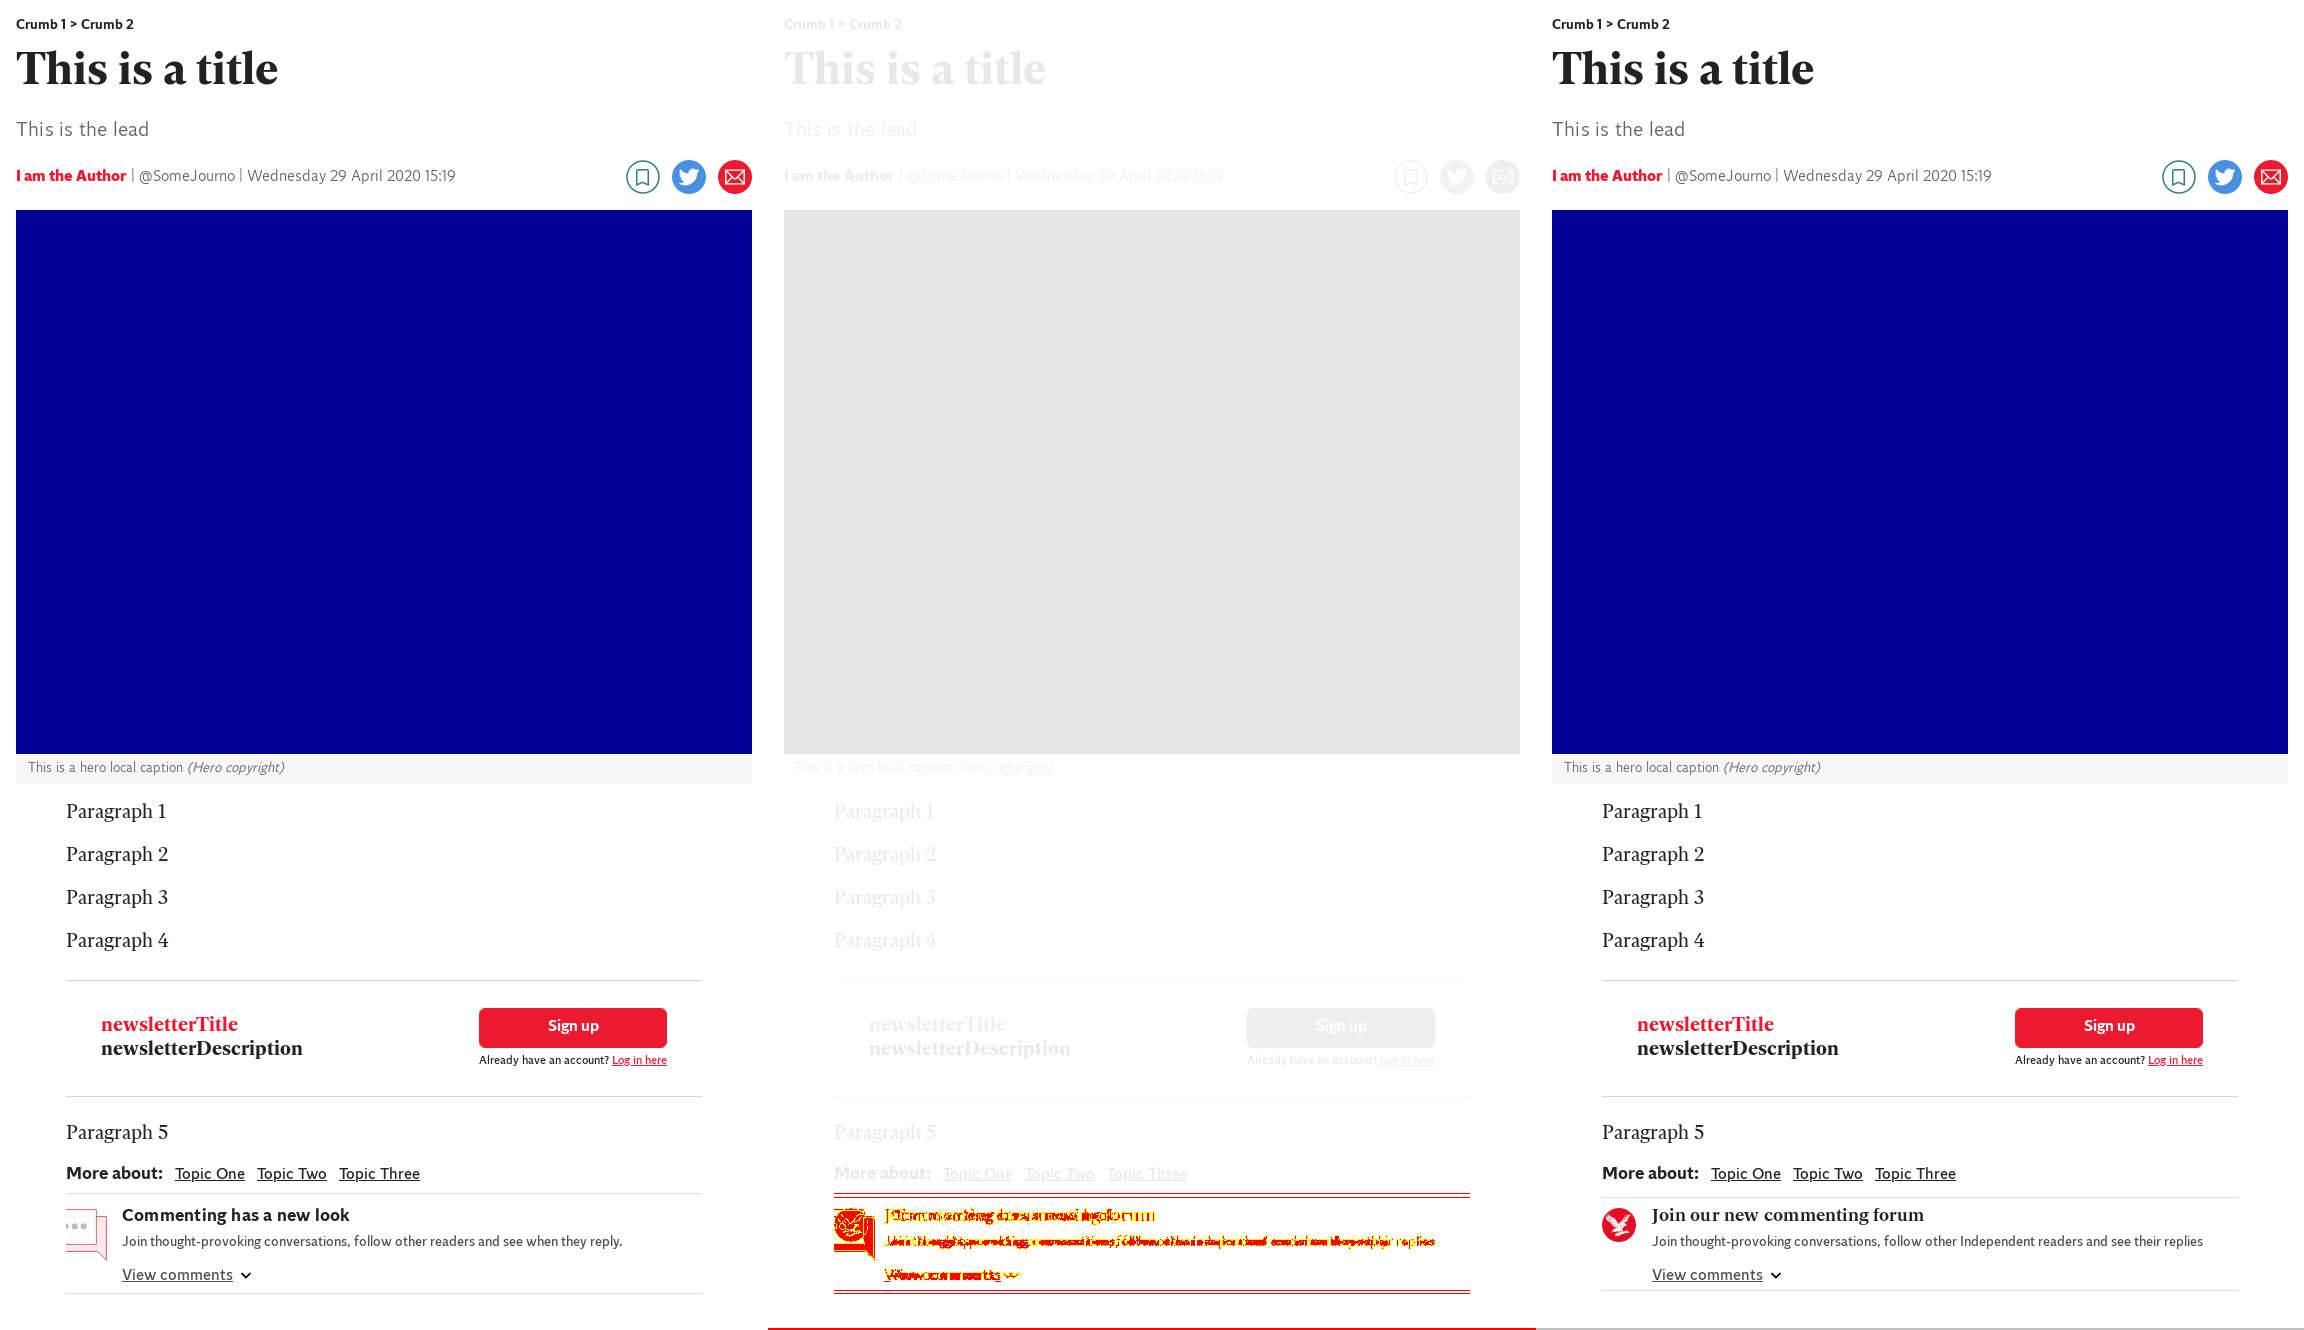 Crumb 1 > Crumb 2
This is a title
This is the lead
I am the Author | @SomeJourno | Wednesday 29 April 2020 15:19
This is a hero local caption (Hero copyright)
Paragraph 1
Paragraph 2
Paragraph 3
Paragraph 4
newsletterTitle
newsletterDescription
Sign up
Already have an account? Log in here
Paragraph 5
More about: Topic One Topic Two Topic Three
Commenting has a new look
Join thought-provoking conversations, follow other readers and see when they reply.
View comments
Crumb 1 > Crumb 2
This is a title
This is the lead
I am the Author | @SomeJourno | Wednesday 29 April 2020 15:19
This is a hero local caption (Hero copyright)
Paragraph 1
Paragraph 2
Paragraph 3
Paragraph 4
newsletterTitle
newsletterDescription
Sign up
Already have an account? Log in here
Paragraph 5
More about: Topic One Topic Two Topic Three
Crumb 1 > Crumb 2
This is a title
This is the lead
I am the Author | @SomeJourno | Wednesday 29 April 2020 15:19
This is a hero local caption (Hero copyright)
Paragraph 1
Paragraph 2
Paragraph 3
Paragraph 4
newsletterTitle
newsletterDescription
Sign up
Already have an account? Log in here
Paragraph 5
More about: Topic One Topic Two Topic Three
Join our new commenting forum
Join thought-provoking conversations, follow other Independent readers and see their replies
View comments